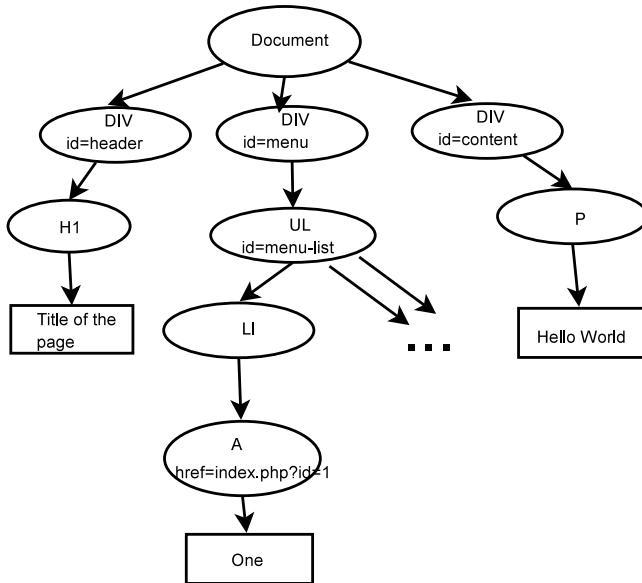 Document
DIV
id=header
DIV
id=menu
DIV
id=content
H1
UL
id=menu-list
P
Title of the
page
LI
...
Hello World
A
href=index.php?id=1
One